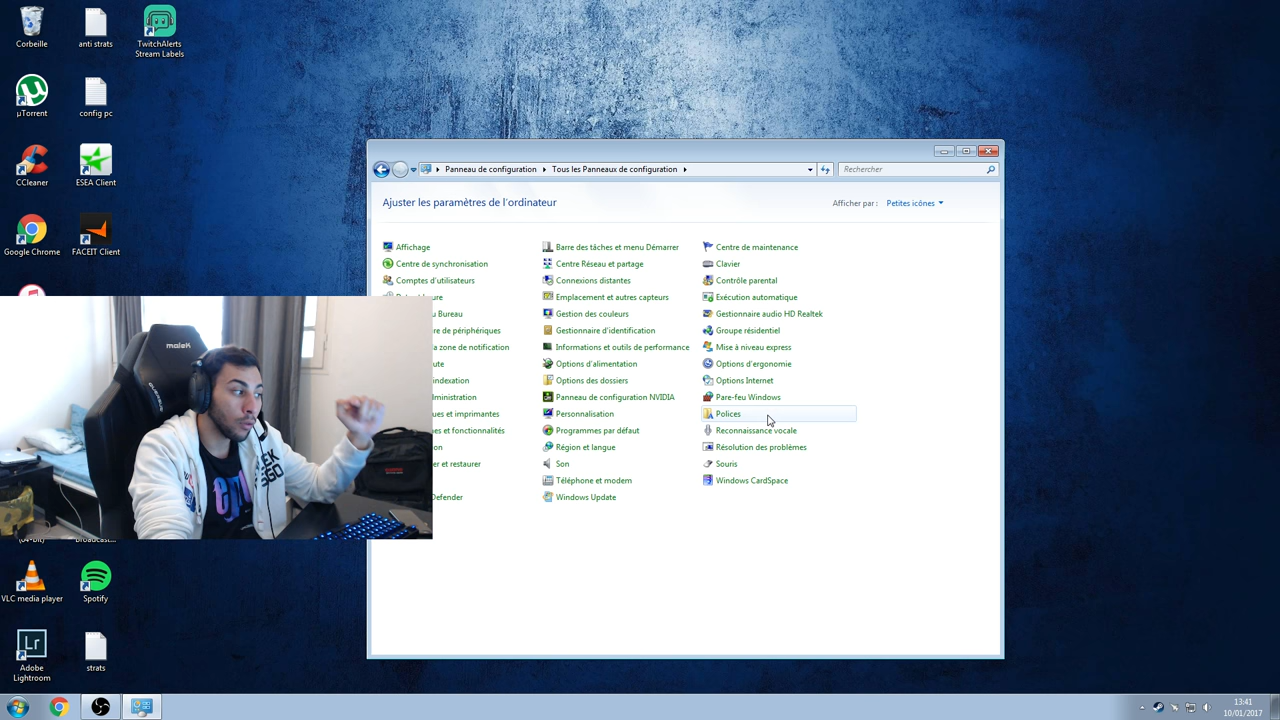 Corbeille
anti strats
TwitchAlerts
Stream Labels
µTorrent
config pc
CCleaner
ESEA Client
Google Chrome
FACEIT Client
Panneau de configuration
Tous les Panneaux de configuration
Rechercher
Ajuster les paramètres de l'ordinateur
Afficher par :
Petites icônes
Affichage
Barre des tâches et menu Démarrer
Centre de maintenance
Centre de synchronisation
Centre Réseau et partage
Clavier
Comptes d'utilisateurs
Connexions distantes
Contrôle parental
Emplacement et autres capteurs
Exécution automatique
u Bureau
Gestion des couleurs
Gestionnaire audio HD Realtek
re de périphériques
Gestionnaire d'identification
Groupe résidentiel
la zone de notification
Informations et outils de performance
Mise à niveau express
Options d'alimentation
Options d'ergonomie
indexation
Options des dossiers
Options Internet
dministration
Panneau de configuration NVIDIA
Pare-feu Windows
ques et imprimantes
Personnalisation
Polices
es et fonctionnalités
Programmes par défaut
Reconnaissance vocale
Région et langue
Résolution des problèmes
er et restaurer
Son
Souris
Téléphone et modem
Windows CardSpace
Defender
Windows Update
maleK
VLC media player
Spotify
Lr
Adobe
Lightroom
strats
13:41
10/01/2017